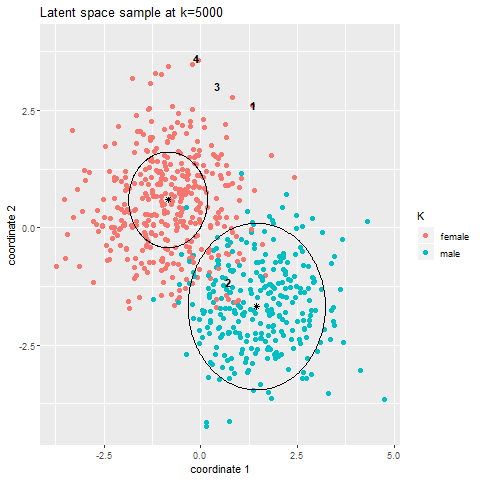 Latent space sample at k=5000
4
3
1
2
2.5
0.0
-2.5
-2.5
0.0
2.5
5.0
coordinate 1
coordinate 2
K
female
male